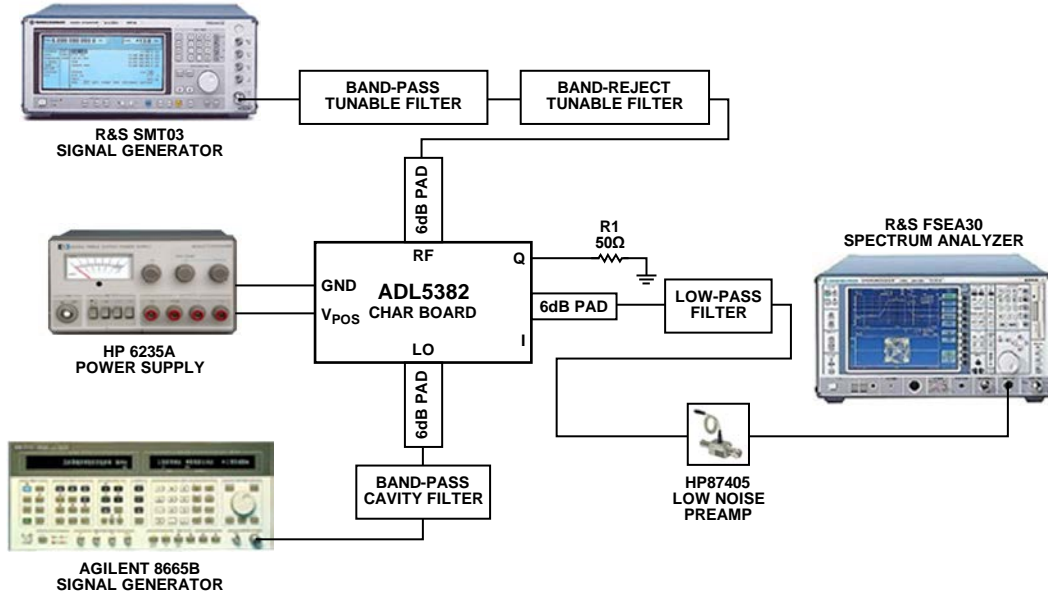 BAND-PASS
TUNABLE FILTER
BAND-REJECT
TUNABLE FILTER
R&S SMT03
SIGNAL GENERATOR
6dB PAD
R1
50Ω
R&S FSEA30
SPECTRUM ANALYZER
RF
Q
GND
ADL5382
CHAR BOARD
VPOS
6dB PAD
LOW-PASS
FILTER
I
LO
HP 6235A
POWER SUPPLY
6dB PAD
BAND-PASS
CAVITY FILTER
HP87405
LOW NOISE
PREAMP
AGILENT 8665B
SIGNAL GENERATOR